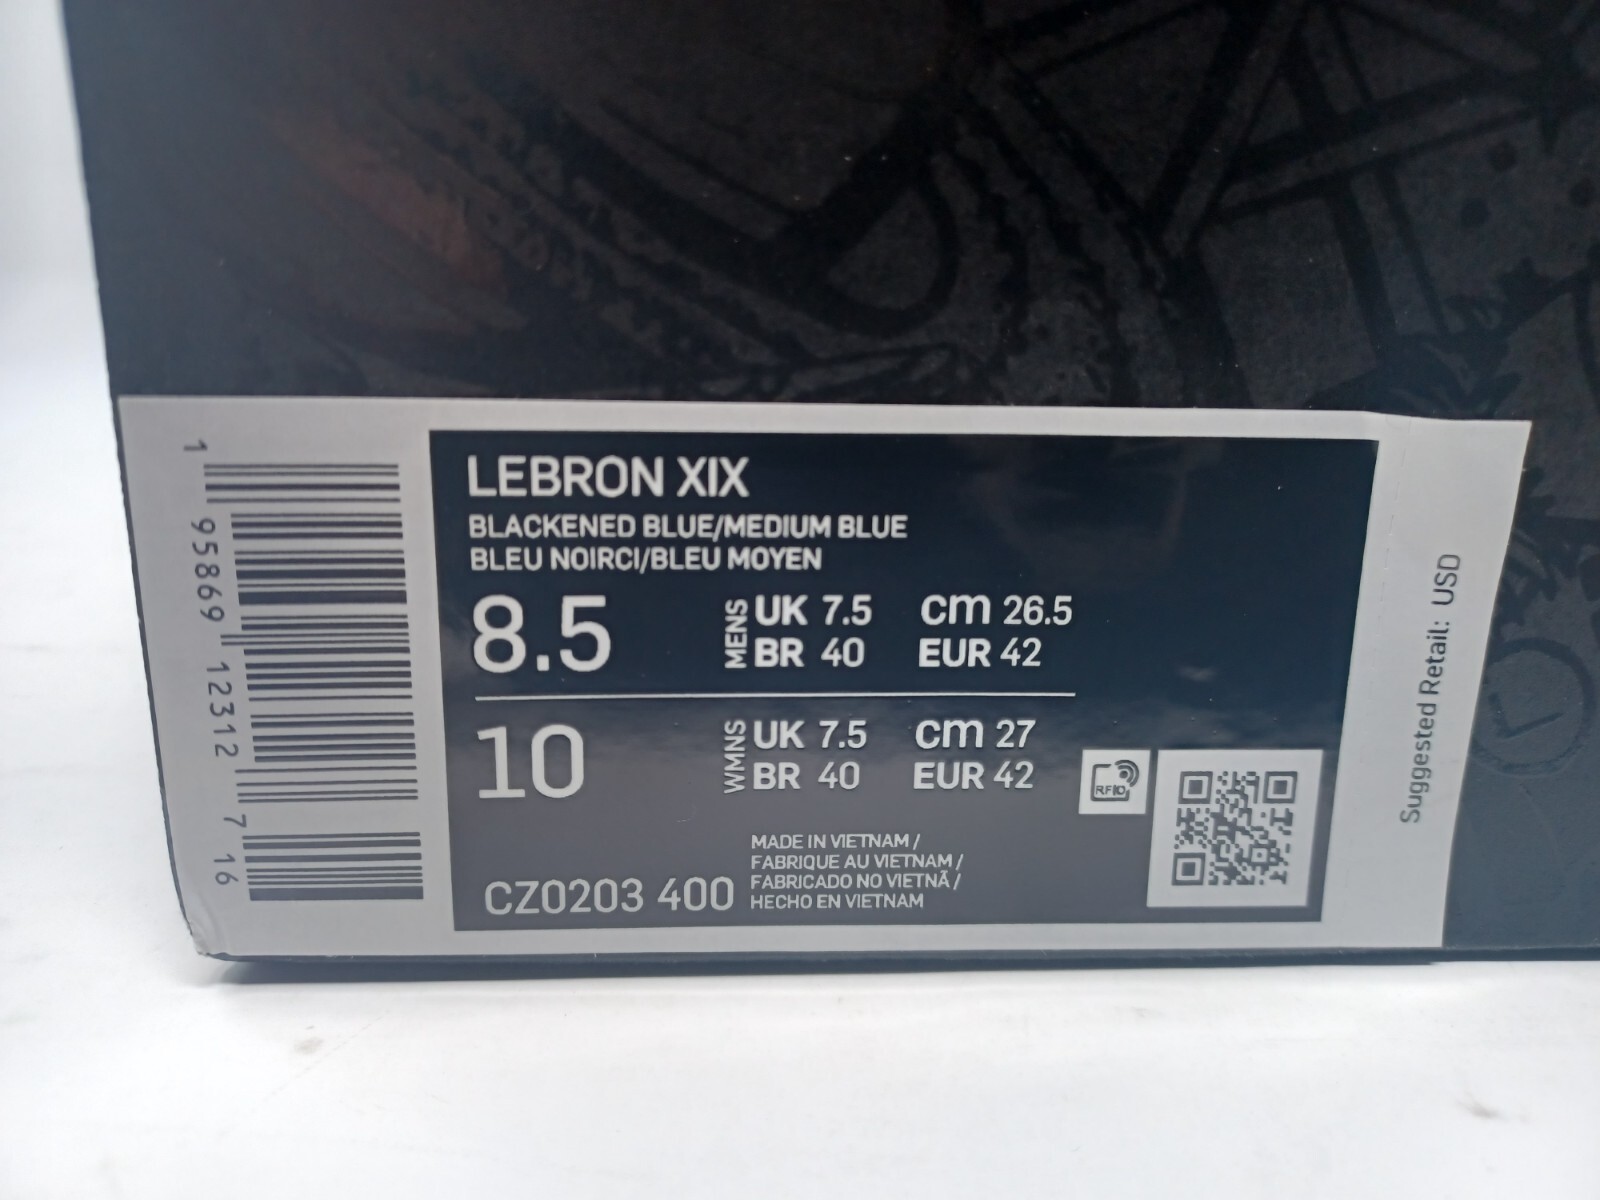 1 95869 12312 7 16
LEBRON XIX
BLACKENED BLUE/MEDIUM BLUE
BLEU NOIRCI/BLEU MOYEN
8.5 MENS UK 7.5 cm 26.5
BR 40 EUR 42
10 WMNS UK 7.5 cm 27
BR 40 EUR 42
RFID
MADE IN VIETNAM /
FABRIQUE AU VIETNAM /
FABRICADO NO VIETNÃ /
HECHO EN VIETNAM
CZ0203 400
Suggested Retail: USD